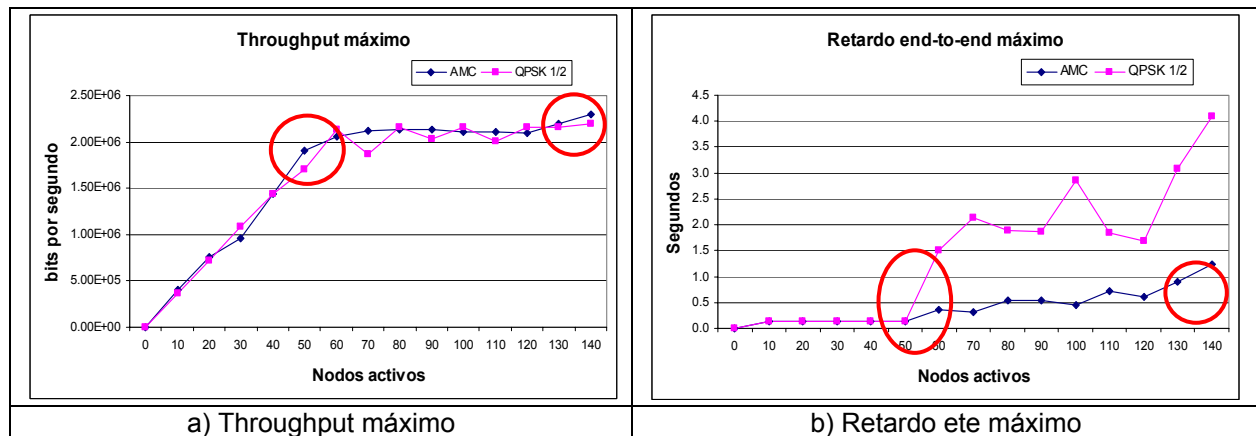 Throughput máximo
AMC QPSK 1/2
2.50E+06
2.00E+06
1.50E+06
1.00E+06
5.00E+05
0.00E+00
bits por segundo
0 10 20 30 40 50 60 70 80 90 100 110 120 130 140
Nodos activos
a) Throughput máximo
Retardo end-to-end máximo
AMC QPSK 1/2
4.5
4.0
3.5
3.0
2.5
2.0
1.5
1.0
0.5
0.0
Segundos
0 10 20 30 40 50 60 70 80 90 100 110 120 130 140
Nodos activos
b) Retardo ete máximo